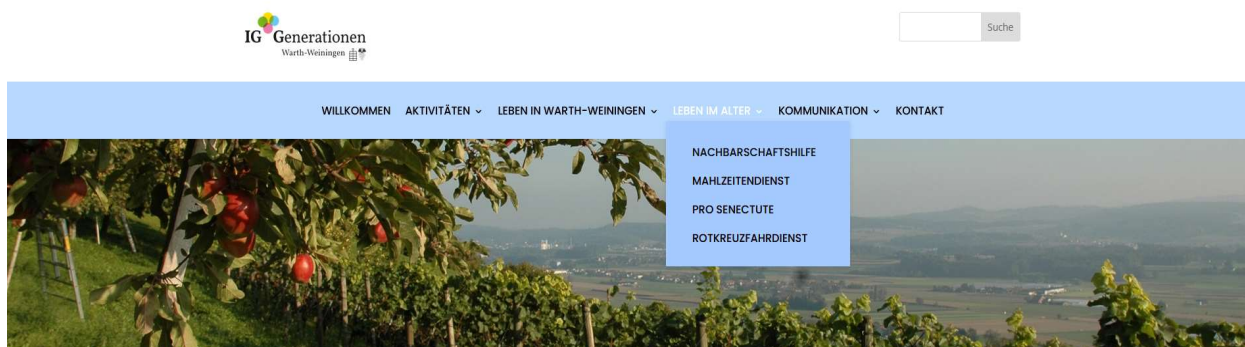 IG Generationen
Warth-Weiningen
Suche
WILLKOMMEN AKTIVITÄTEN LEBEN IN WARTH-WEININGEN LEBEN IM ALTER KOMMUNIKATION KONTAKT
NACHBARSCHAFTSHILFE
MAHLZEITENDIENST
PRO SENECTUTE
ROTKREUZFAHRDIENST